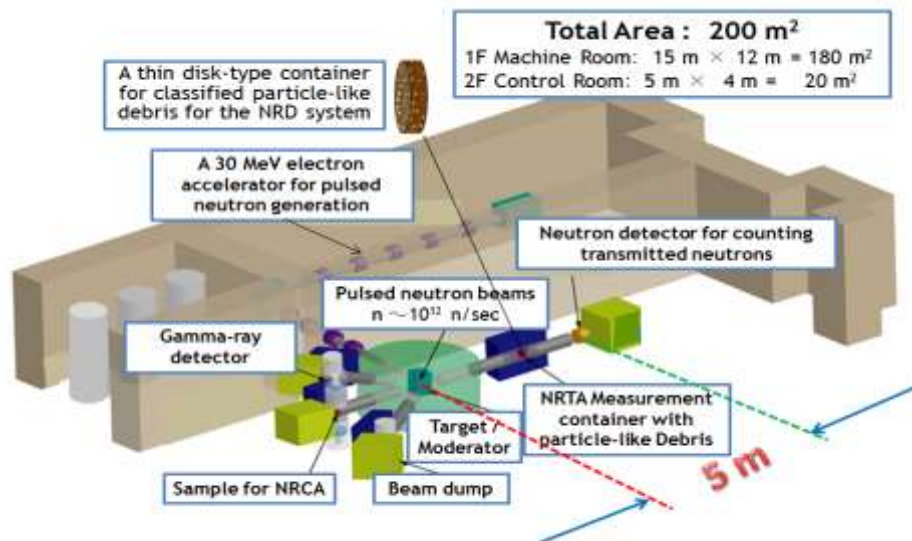 Total Area : 200 m²
1F Machine Room: 15 m × 12 m = 180 m²
2F Control Room: 5 m × 4 m = 20 m²
A thin disk-type container
for classified particle-like
debris for the NRD system
A 30 MeV electron
accelerator for pulsed
neutron generation
Neutron detector for counting
transmitted neutrons
Pulsed neutron beams
n ~10¹² n/sec
Gamma-ray
detector
NRTA Measurement
container with
particle-like Debris
Target /
Moderator
Sample for NRCA
Beam dump
5 m